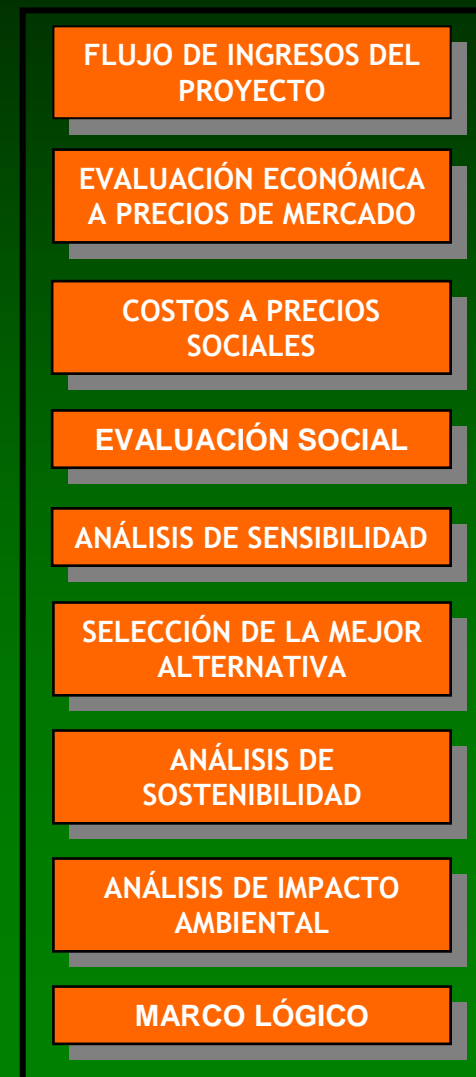 FLUJO DE INGRESOS DEL
PROYECTO
EVALUACIÓN ECONÓMICA
A PRECIOS DE MERCADO
COSTOS A PRECIOS
SOCIALES
EVALUACIÓN SOCIAL
ANÁLISIS DE SENSIBILIDAD
SELECCIÓN DE LA MEJOR
ALTERNATIVA
ANÁLISIS DE
SOSTENIBILIDAD
ANÁLISIS DE IMPACTO
AMBIENTAL
MARCO LÓGICO